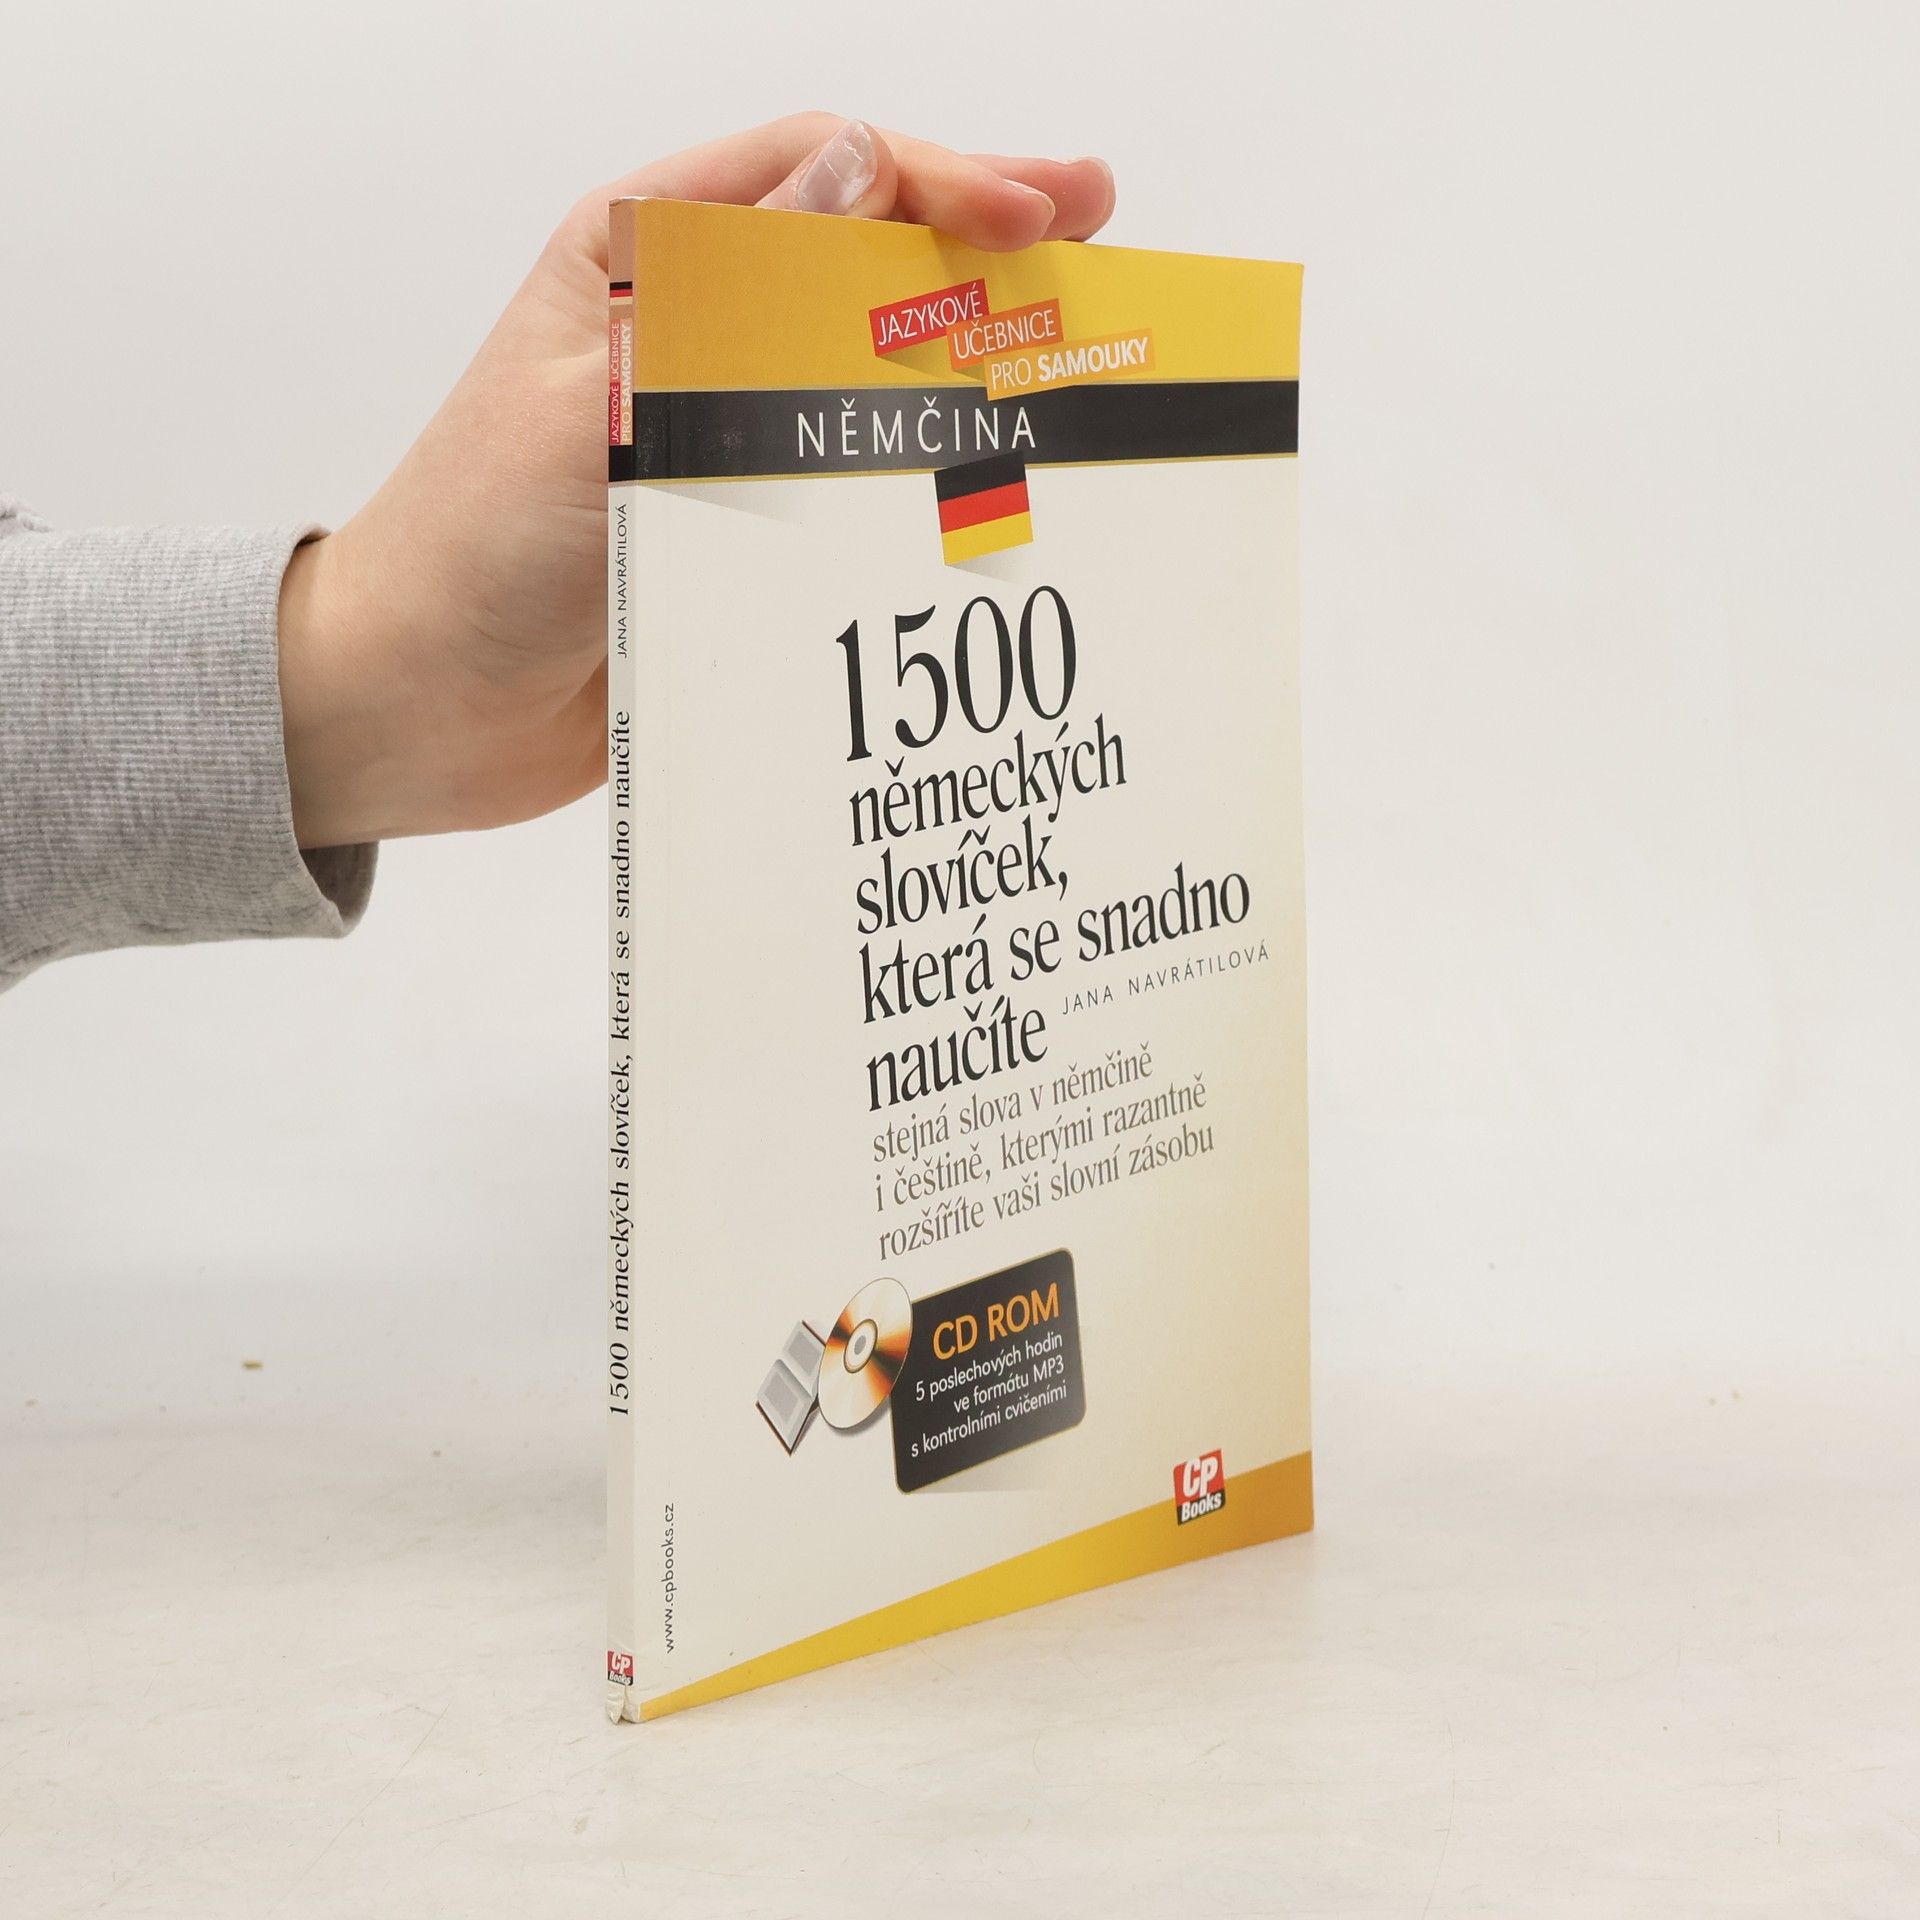 JAZYKOVÉ
UČEBNICE
PRO SAMOUKY
NĚMČINA
1500
německých
slovíček,
která se snadno
naučíte
JANA NAVRÁTILOVÁ
stejná slova v němčině
i češtině, kterými razantně
rozšíříte vaši slovní zásobu
CD ROM
5 poslechových hodin
ve formátu MP3
s kontrolními cvičeními
CP
Books
www.cpbooks.cz
JAZYKOVÉ UČEBNICE
PRO SAMOUKY
JANA NAVRÁTILOVÁ
1500 německých slovíček, která se snadno naučíte
CP
Books